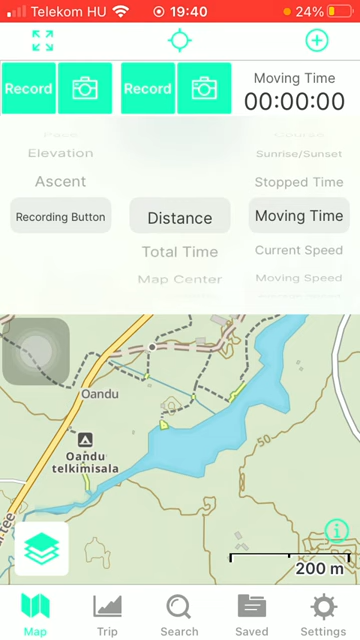 Telekom HU 19:40 24%
Record Record Moving Time
00:00:00
Pace Course
Elevation Sunrise/Sunset
Ascent Stopped Time
Recording Button Distance Moving Time
Total Time Current Speed
Map Center Moving Speed
Oandu
Oandu
telkimisala
50
tee
200 m
Map Trip Search Saved Settings